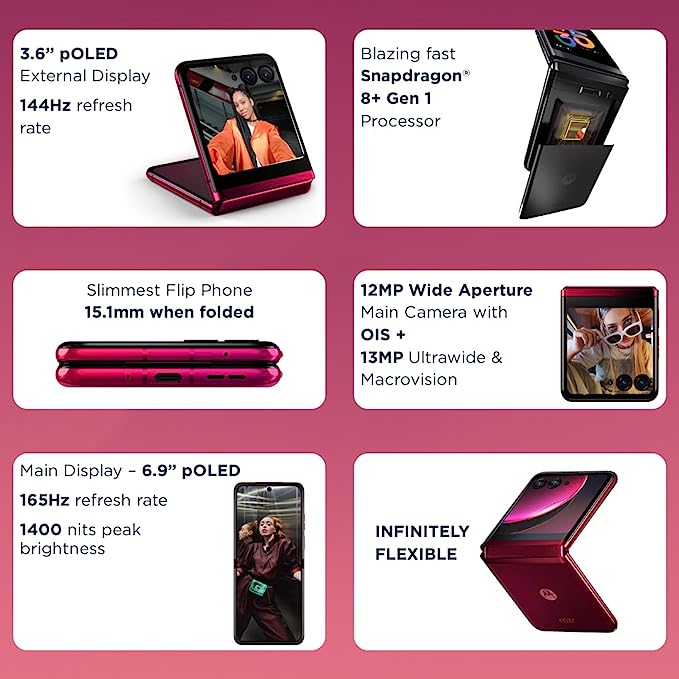 3.6” pOLED
External Display
144Hz refresh
rate
Blazing fast
Snapdragon®
8+ Gen 1
Processor
Slimmest Flip Phone
15.1mm when folded
12MP Wide Aperture
Main Camera with
OIS +
13MP Ultrawide &
Macrovision
Main Display – 6.9” pOLED
165Hz refresh rate
1400 nits peak
brightness
INFINITELY
FLEXIBLE